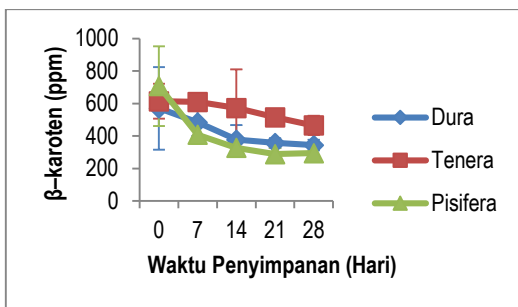 β–karoten (ppm)
1000
800
600
400
200
0
0 7 14 21 28
Waktu Penyimpanan (Hari)
Dura
Tenera
Pisifera